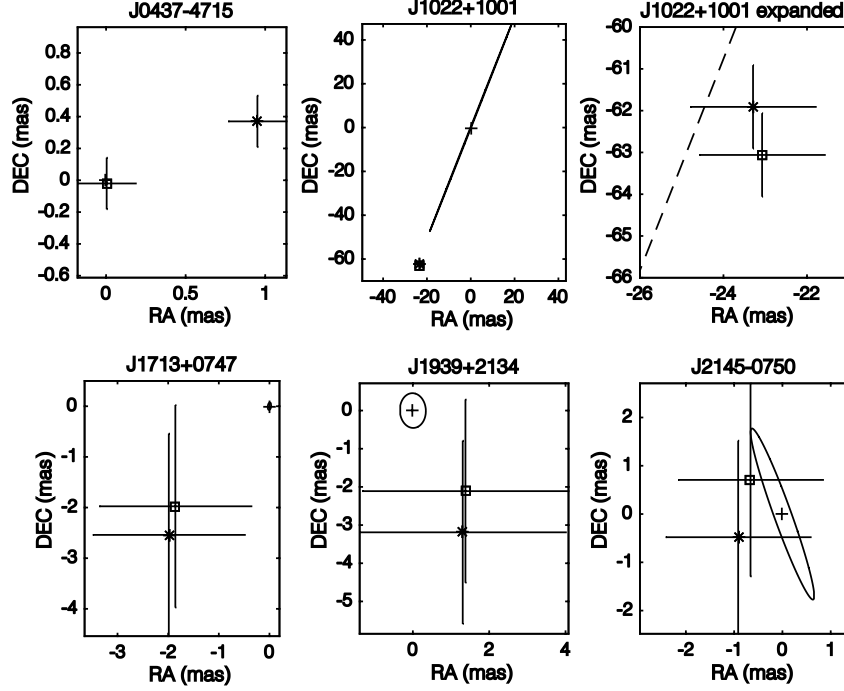 J0437-4715 J1022+1001 J1022+1001 expanded
0.8
0.6
0.4
0.2
0
-0.2
-0.4
-0.6
DEC (mas)
0 0.5 1
RA (mas)
40
20
0
-20
-40
-60
DEC (mas)
-40 -20 0 20 40
RA (mas)
-60
-61
-62
-63
-64
-65
-66
DEC (mas)
-26 -24 -22
RA (mas)
J1713+0747 J1939+2134 J2145-0750
0
-1
-2
-3
-4
DEC (mas)
-3 -2 -1 0
RA (mas)
0
-1
-2
-3
-4
-5
DEC (mas)
0 2 4
RA (mas)
2
1
0
-1
-2
DEC (mas)
-2 -1 0 1
RA (mas)